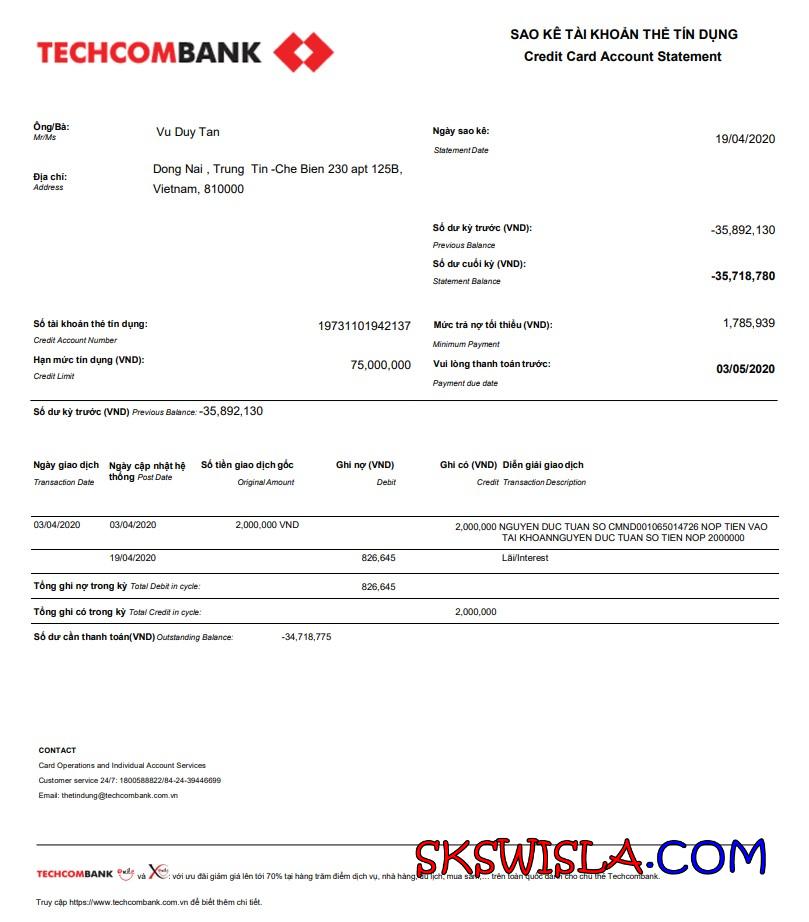 TECHCOMBANK
SAO KÊ TÀI KHOẢN THẺ TÍN DỤNG
Credit Card Account Statement
Ông/Bà: Vu Duy Tan
Mr/Ms
Ngày sao kê: 19/04/2020
Statement Date
Địa chỉ: Dong Nai , Trung Tin -Che Bien 230 apt 125B,
Address Vietnam, 810000
Số dư kỳ trước (VND): -35,892,130
Previous Balance
Số dư cuối kỳ (VND): -35,718,780
Statement Balance
Số tài khoản thẻ tín dụng: 19731101942137
Credit Account Number
Mức trả nợ tối thiểu (VND): 1,785,939
Minimum Payment
Hạn mức tín dụng (VND): 75,000,000
Credit Limit
Vui lòng thanh toán trước: 03/05/2020
Payment due date
Số dư kỳ trước (VND) Previous Balance: -35,892,130
Ngày giao dịch Ngày cập nhật hệ Số tiền giao dịch gốc Ghi nợ (VND) Ghi có (VND) Diễn giải giao dịch
Transaction Date thống Post Date Original Amount Debit Credit Transaction Description
03/04/2020 03/04/2020 2,000,000 VND 2,000,000 NGUYEN DUC TUAN SO CMND001065014726 NOP TIEN VAO
TAI KHOANNGUYEN DUC TUAN SO TIEN NOP 2000000
19/04/2020 826,645 Lãi/Interest
Tổng ghi nợ trong kỳ Total Debit in cycle: 826,645
Tổng ghi có trong kỳ Total Credit in cycle: 2,000,000
Số dư cần thanh toán(VND) Outstanding Balance: -34,718,775
CONTACT
Card Operations and Individual Account Services
Customer service 24/7: 1800588822/84-24-39446699
Email: thetindung@techcombank.com.vn
SKSWISLA.COM
TECHCOMBANK và : với ưu đãi giảm giá lên tới 70% tại hàng trăm điểm dịch vụ, nhà hàng, du lịch, mua sắm,... trên toàn quốc dành cho chủ thẻ Techcombank.
Truy cập https://www.techcombank.com.vn để biết thêm chi tiết.